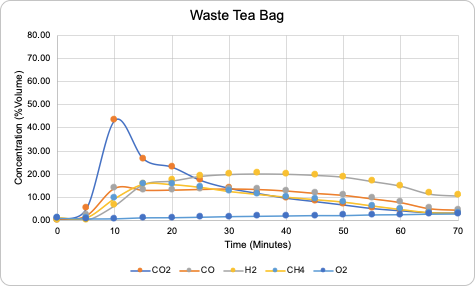 Waste Tea Bag
80.00
70.00
60.00
50.00
40.00
30.00
20.00
10.00
0.00
Concentration (%Volume)
0 10 20 30 40 50 60 70
Time (Minutes)
CO2 CO H2 CH4 O2